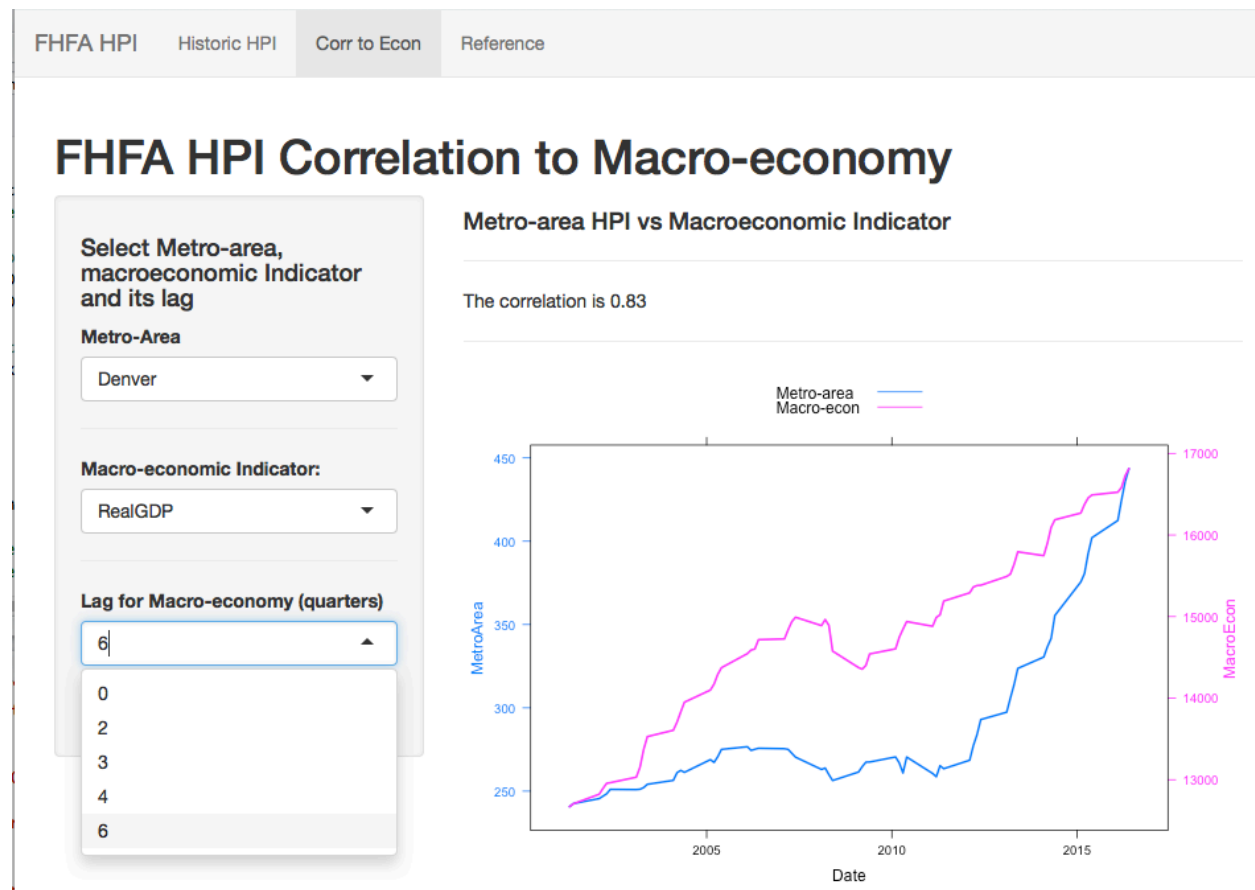 FHFA HPI Historic HPI Corr to Econ Reference
FHFA HPI Correlation to Macro-economy
Select Metro-area,
macroeconomic Indicator
and its lag
Metro-Area
Denver
Macro-economic Indicator:
RealGDP
Lag for Macro-economy (quarters)
6
0
2
3
4
6
Metro-area HPI vs Macroeconomic Indicator
The correlation is 0.83
Metro-area
Macro-econ
450
400
350
300
250
MetroArea
17000
16000
15000
14000
13000
MacroEcon
2005 2010 2015
Date